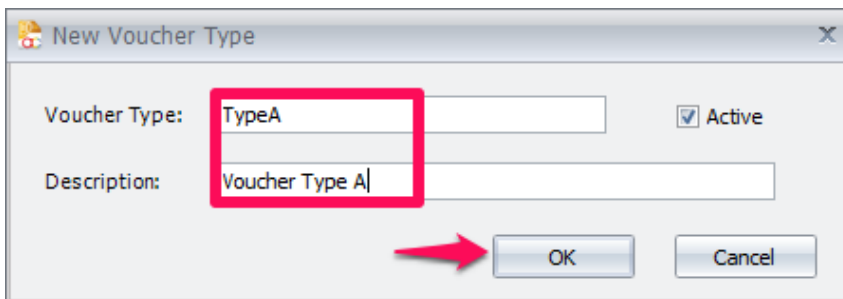 New Voucher Type
Voucher Type: TypeA Active
Description: Voucher Type A
OK Cancel